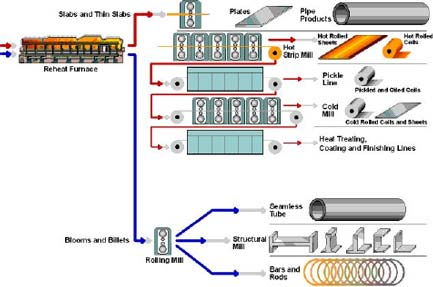 Slabs and Thin Slabs
Plates
Pipe
Products
Reheat Furnace
Hot
Strip Mill
Hot Rolled
Sheets
Hot Rolled
Coils
Pickle
Line
Pickled and Oiled Coils
Cold
Mill
Cold Rolled Coils and Sheets
Heat Treating,
Coating and Finishing Lines
Blooms and Billets
Rolling Mill
Seamless
Tube
Structural
Mill
Bars and
Rods